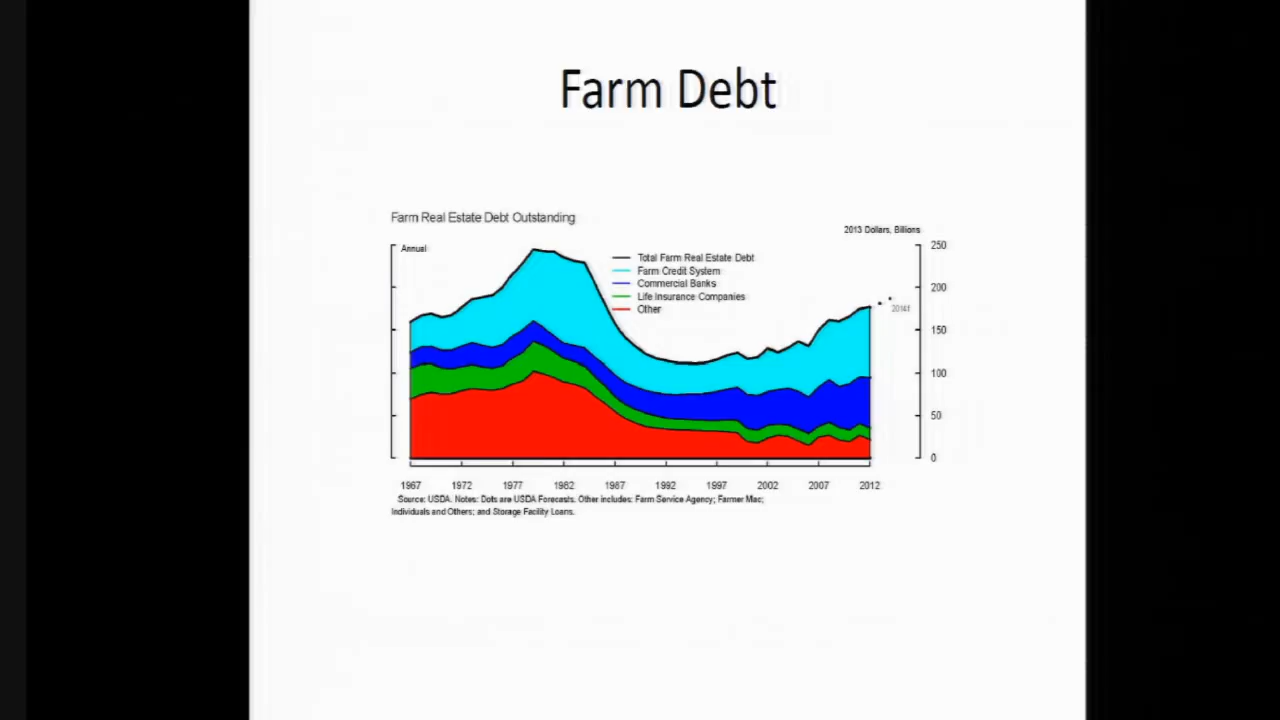 Farm Debt
Farm Real Estate Debt Outstanding
2013 Dollars, Billions
Annual
Total Farm Real Estate Debt
Farm Credit System
Commercial Banks
Life Insurance Companies
Other
250
200
150
100
50
0
2014f
1967 1972 1977 1982 1987 1992 1997 2002 2007 2012
Source: USDA. Notes: Dots are USDA Forecasts. Other includes: Farm Service Agency; Farmer Mac;
Individuals and Others; and Storage Facility Loans.